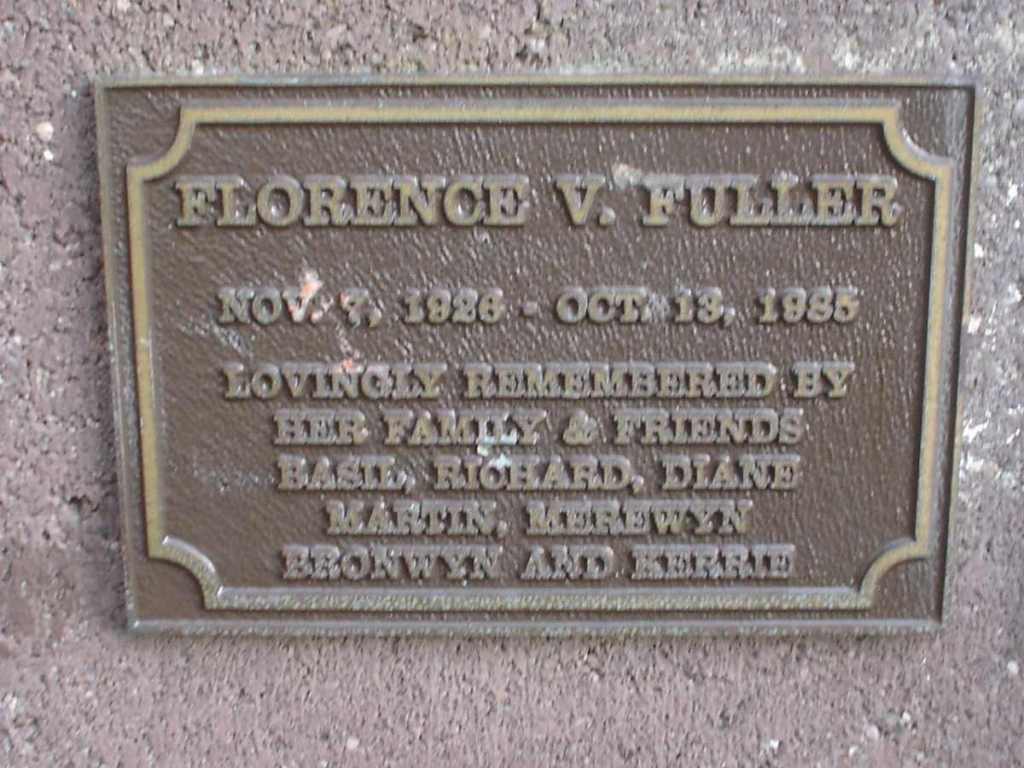 FLORENCE V. FULLER
NOV. 7, 1926 - OCT. 13, 1985
LOVINGLY REMEMBERED BY
HER FAMILY & FRIENDS
BASIL, RICHARD, DIANE
MARTIN, MEREWYN
BRONWYN AND KERRIE